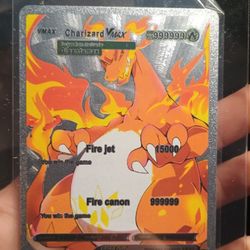 VMAX Charizard VMAX 999999
Fire jet 15000
You win the game
Fire canon 999999
You win the game